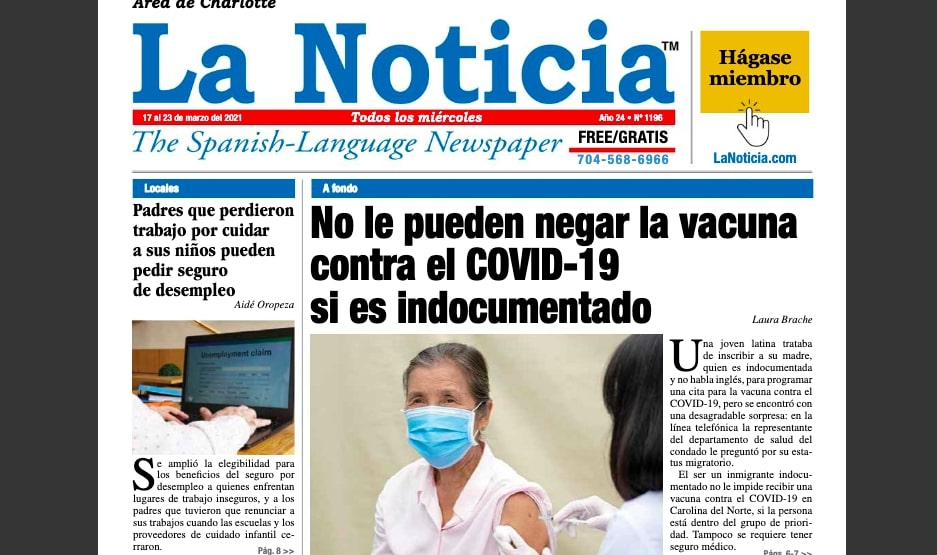 Área de Charlotte
La Noticia™
17 al 23 de marzo del 2021
Todos los miércoles
Año 24 • Nº 1196
The Spanish-Language Newspaper
FREE/GRATIS
704-568-6966
Hágase
miembro
LaNoticia.com
Locales
Padres que perdieron
trabajo por cuidar
a sus niños pueden
pedir seguro
de desempleo
Aidé Oropeza
Unemployment claim
Se amplió la elegibilidad para
los beneficios del seguro por
desempleo a quienes enfrentan
lugares de trabajo inseguros, y a los
padres que tuvieron que renunciar a
sus trabajos cuando las escuelas y los
proveedores de cuidado infantil ce-
rraron.
Pág. 8 >>
A fondo
No le pueden negar la vacuna
contra el COVID-19
si es indocumentado
Laura Brache
Una joven latina trataba
de inscribir a su madre,
quien es indocumentada
y no habla inglés, para programar
una cita para la vacuna contra el
COVID-19, pero se encontró con
una desagradable sorpresa: en la
línea telefónica la representante
del departamento de salud del
condado le preguntó por su esta-
tus migratorio.
El ser un inmigrante indocu-
mentado no le impide recibir una
vacuna contra el COVID-19 en
Carolina del Norte, si la persona
está dentro del grupo de priori-
dad. Tampoco se requiere tener
seguro médico.
Págs. 6-7 >>